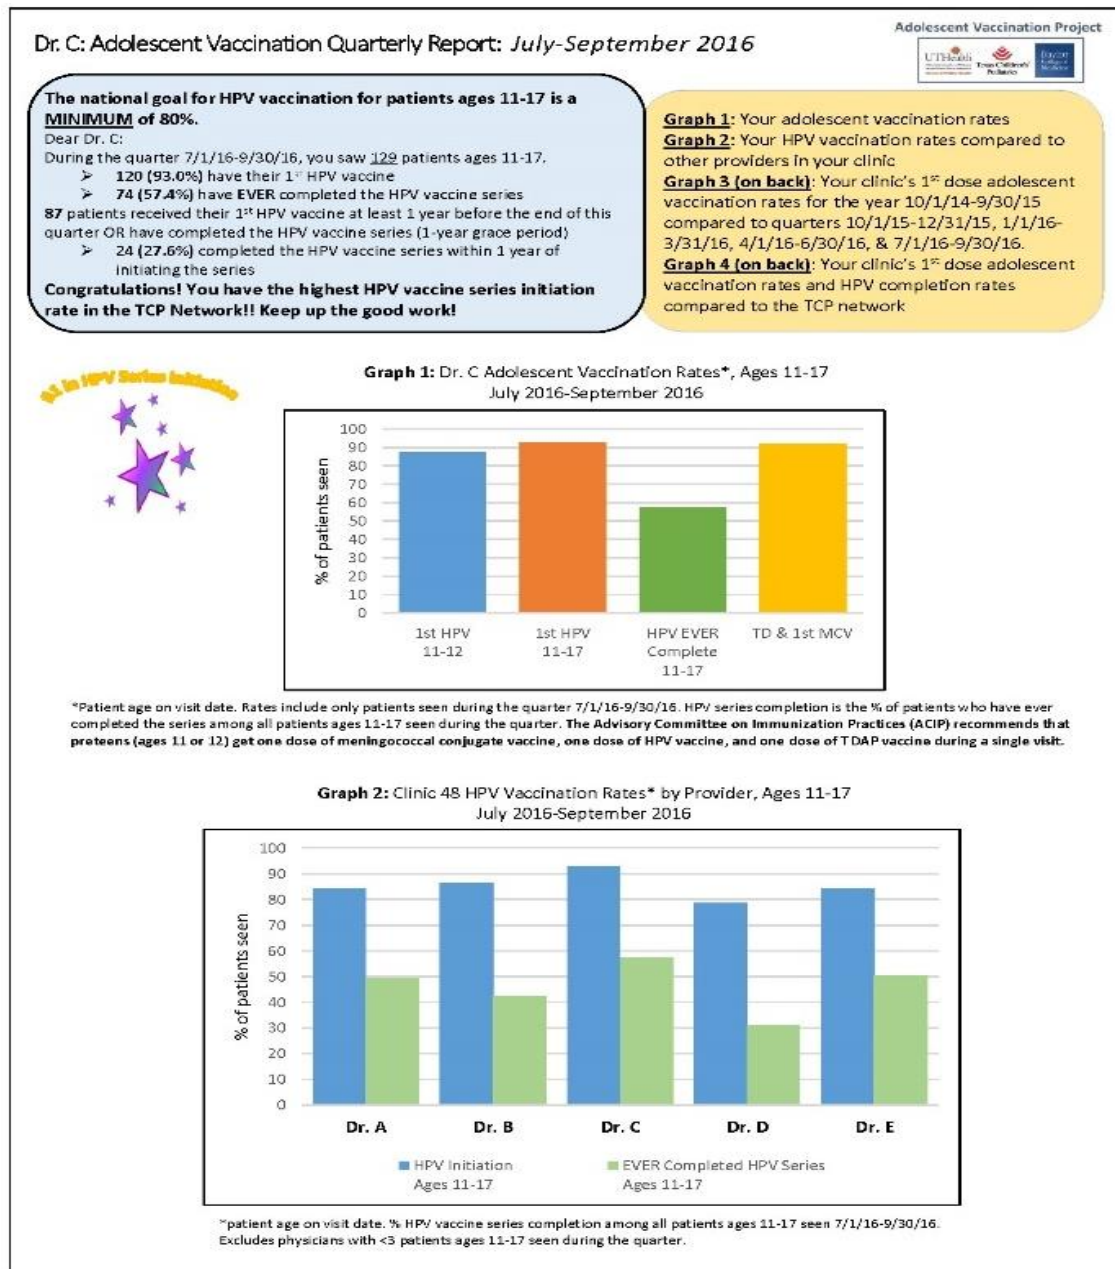 Adolescent Vaccination Project
Dr. C: Adolescent Vaccination Quarterly Report: July-September 2016
UTHealth
Texas Children's
Pediatrics
Baylor
College of
Medicine
The national goal for HPV vaccination for patients ages 11-17 is a
MINIMUM of 80%.
Dear Dr. C:
During the quarter 7/1/16-9/30/16, you saw 129 patients ages 11-17.
➢ 120 (93.0%) have their 1st HPV vaccine
➢ 74 (57.4%) have EVER completed the HPV vaccine series
87 patients received their 1st HPV vaccine at least 1 year before the end of this
quarter OR have completed the HPV vaccine series (1-year grace period)
➢ 24 (27.6%) completed the HPV vaccine series within 1 year of
initiating the series
Congratulations! You have the highest HPV vaccine series initiation
rate in the TCP Network!! Keep up the good work!
Graph 1: Your adolescent vaccination rates
Graph 2: Your HPV vaccination rates compared to
other providers in your clinic
Graph 3 (on back): Your clinic's 1st dose adolescent
vaccination rates for the year 10/1/14-9/30/15
compared to quarters 10/1/15-12/31/15, 1/1/16-
3/31/16, 4/1/16-6/30/16, & 7/1/16-9/30/16.
Graph 4 (on back): Your clinic's 1st dose adolescent
vaccination rates and HPV completion rates
compared to the TCP network
#1 in HPV Series Initiation
Graph 1: Dr. C Adolescent Vaccination Rates*, Ages 11-17
July 2016-September 2016
% of patients seen
100
90
80
70
60
50
40
30
20
10
0
1st HPV
11-12
1st HPV
11-17
HPV EVER
Complete
11-17
TD & 1st MCV
*Patient age on visit date. Rates include only patients seen during the quarter 7/1/16-9/30/16. HPV series completion is the % of patients who have ever
completed the series among all patients ages 11-17 seen during the quarter. The Advisory Committee on Immunization Practices (ACIP) recommends that
preteens (ages 11 or 12) get one dose of meningococcal conjugate vaccine, one dose of HPV vaccine, and one dose of TDAP vaccine during a single visit.
Graph 2: Clinic 48 HPV Vaccination Rates* by Provider, Ages 11-17
July 2016-September 2016
% of patients seen
100
90
80
70
60
50
40
30
20
10
0
Dr. A
Dr. B
Dr. C
Dr. D
Dr. E
HPV Initiation
Ages 11-17
EVER Completed HPV Series
Ages 11-17
*patient age on visit date. % HPV vaccine series completion among all patients ages 11-17 seen 7/1/16-9/30/16.
Excludes physicians with <3 patients ages 11-17 seen during the quarter.